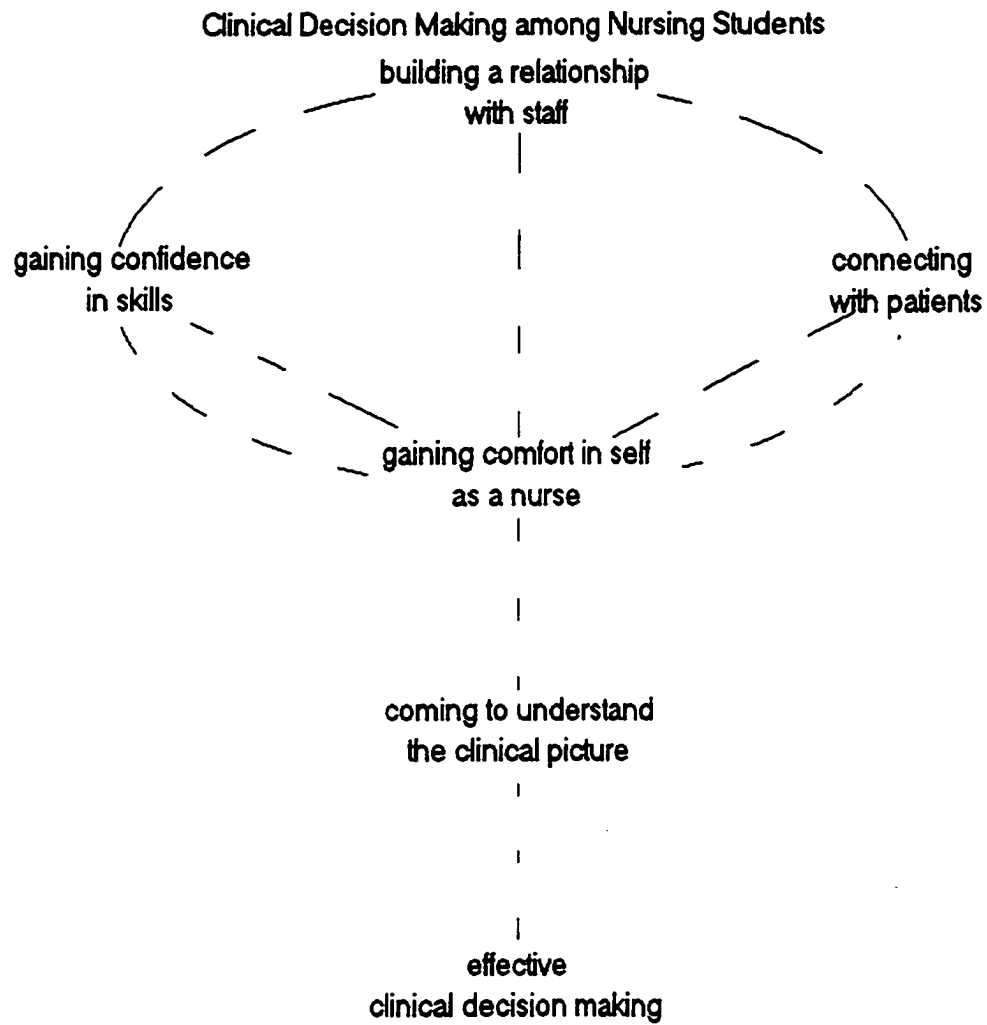 Clinical Decision Making among Nursing Students
building a relationship
with staff
gaining confidence
in skills
connecting
with patients
gaining comfort in self
as a nurse
coming to understand
the clinical picture
effective
clinical decision making